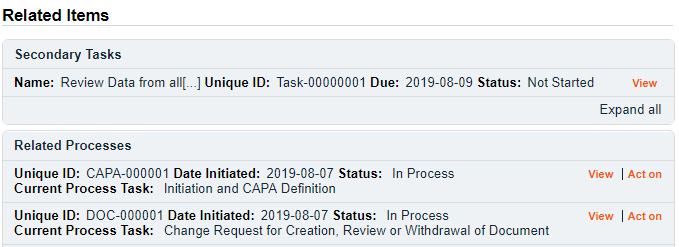 Related Items
Secondary Tasks
Name: Review Data from all[...] Unique ID: Task-00000001 Due: 2019-08-09 Status: Not Started View
Expand all
Related Processes
Unique ID: CAPA-000001 Date Initiated: 2019-08-07 Status: In Process View | Act on
Current Process Task: Initiation and CAPA Definition
Unique ID: DOC-000001 Date Initiated: 2019-08-07 Status: In Process View | Act on
Current Process Task: Change Request for Creation, Review or Withdrawal of Document